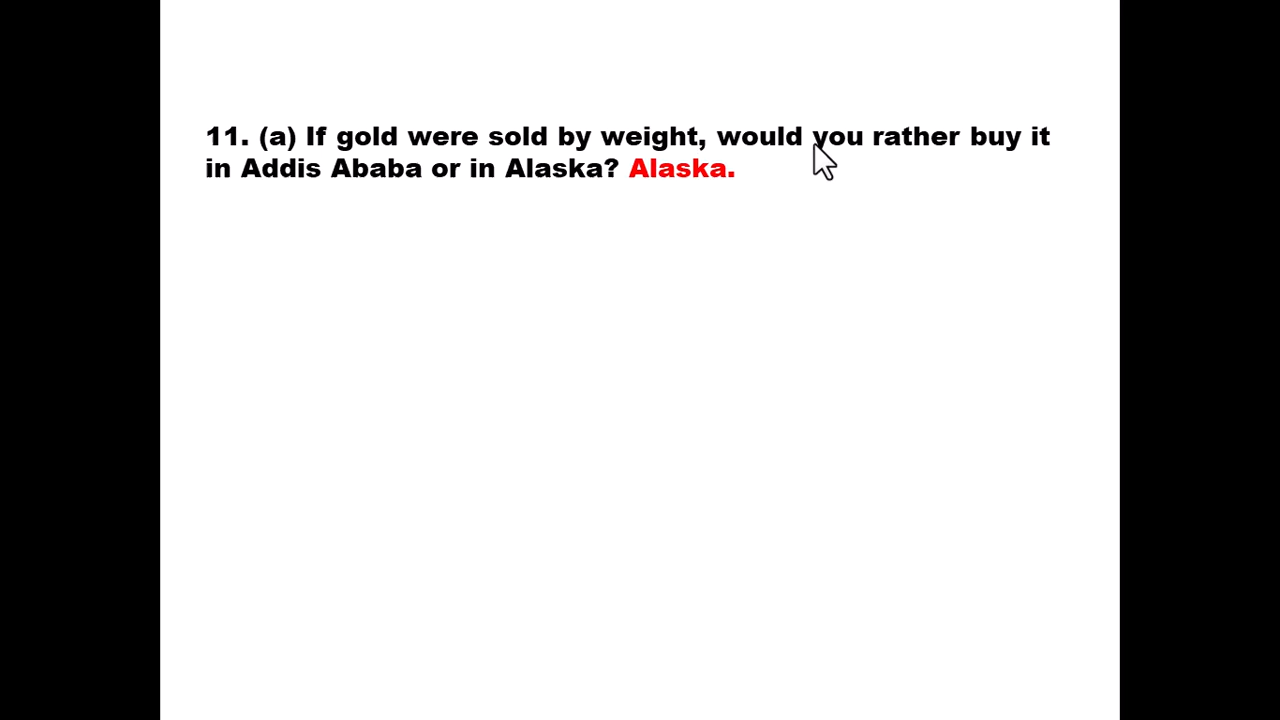 11. (a) If gold were sold by weight, would you rather buy it
in Addis Ababa or in Alaska? Alaska.